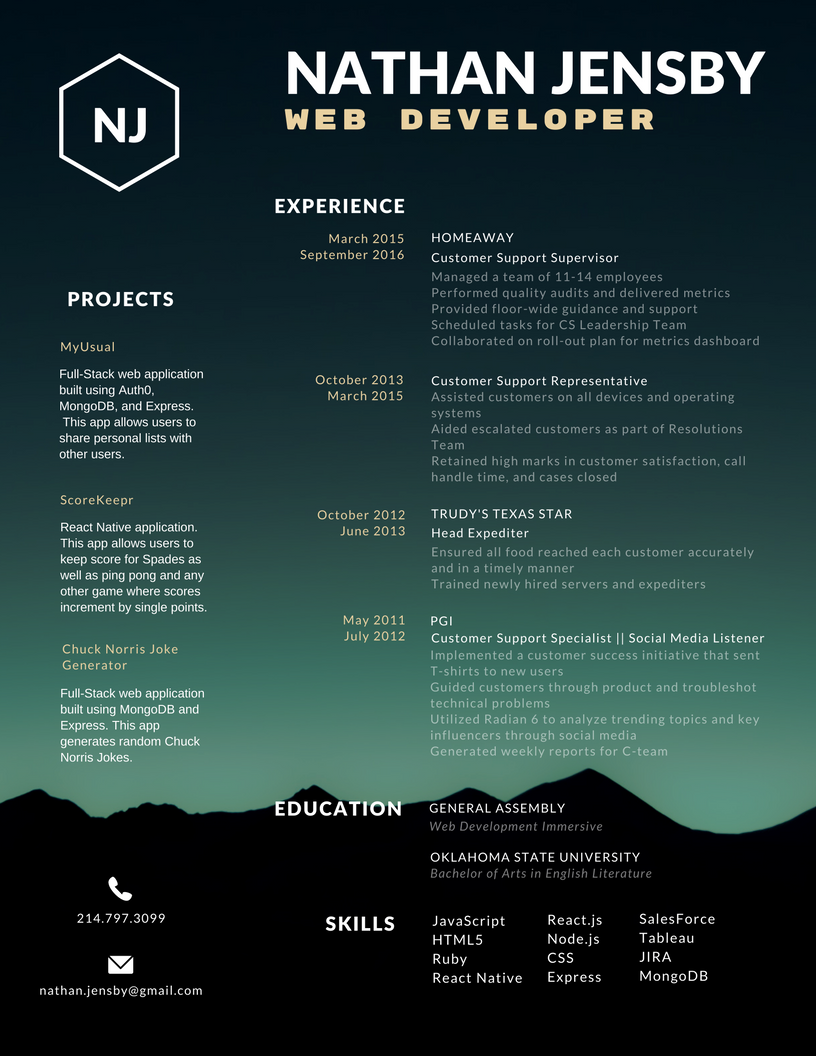 NJ
NATHAN JENSBY
WEB DEVELOPER
PROJECTS
MyUsual
Full-Stack web application
built using Auth0,
MongoDB, and Express.
This app allows users to
share personal lists with
other users.
ScoreKeepr
React Native application.
This app allows users to
keep score for Spades as
well as ping pong and any
other game where scores
increment by single points.
Chuck Norris Joke
Generator
Full-Stack web application
built using MongoDB and
Express. This app
generates random Chuck
Norris Jokes.
214.797.3099
nathan.jensby@gmail.com
EXPERIENCE
March 2015
September 2016
HOMEAWAY
Customer Support Supervisor
Managed a team of 11-14 employees
Performed quality audits and delivered metrics
Provided floor-wide guidance and support
Scheduled tasks for CS Leadership Team
Collaborated on roll-out plan for metrics dashboard
October 2013
March 2015
Customer Support Representative
Assisted customers on all devices and operating
systems
Aided escalated customers as part of Resolutions
Team
Retained high marks in customer satisfaction, call
handle time, and cases closed
October 2012
June 2013
TRUDY'S TEXAS STAR
Head Expediter
Ensured all food reached each customer accurately
and in a timely manner
Trained newly hired servers and expediters
May 2011
July 2012
PGI
Customer Support Specialist || Social Media Listener
Implemented a customer success initiative that sent
T-shirts to new users
Guided customers through product and troubleshot
technical problems
Utilized Radian 6 to analyze trending topics and key
influencers through social media
Generated weekly reports for C-team
EDUCATION
GENERAL ASSEMBLY
Web Development Immersive
OKLAHOMA STATE UNIVERSITY
Bachelor of Arts in English Literature
SKILLS
JavaScript
HTML5
Ruby
React Native
React.js
Node.js
CSS
Express
SalesForce
Tableau
JIRA
MongoDB